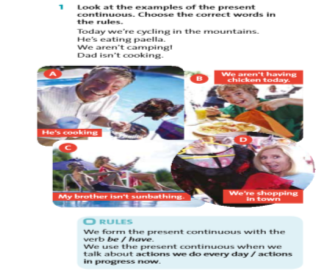 1 Look at the examples of the present
continuous. Choose the correct words in
the rules.
Today we're cycling in the mountains.
He's eating paella.
We aren't camping!
Dad isn't cooking.
A
He's cooking
B
We aren't having
chicken today.
C
My brother isn't sunbathing.
D
We're shopping
in town
RULES
We form the present continuous with the
verb be / have.
We use the present continuous when we
talk about actions we do every day / actions
in progress now.